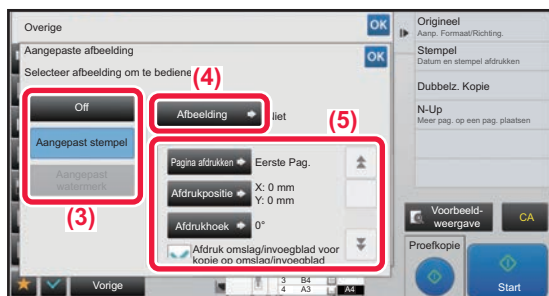 Overige
OK
Aangepaste afbeelding
OK
Selecteer afbeelding om te bediene
(4)
Off
Aangepast stempel
Aangepast
watermerk
(3)
Afbeelding
liet
(5)
Pagina afdrukken
Eerste Pag.
Afdrukpositie
X: 0 mm
Y: 0 mm
Afdrukhoek
0°
Afdruk omslag/invoegblad voor
kopie op omslag/invoegblad
Vorige
3 B4
4 A3
A4
Origineel
Aanp. Formaat/Richting.
Stempel
Datum en stempel afdrukken
Dubbelz. Kopie
N-Up
Meer pag. op een pag. plaatsen
Voorbeeld-
weergave
CA
Proefkopie
Start